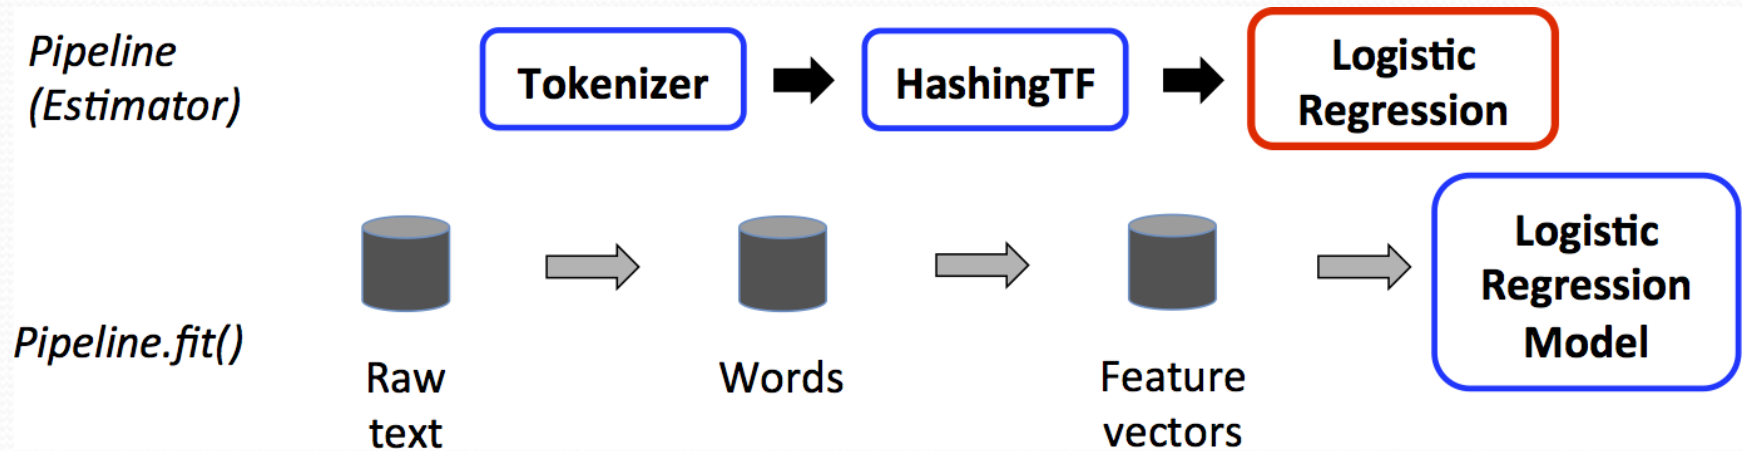 Pipeline
(Estimator)
Tokenizer
HashingTF
Logistic
Regression
Pipeline.fit()
Raw
text
Words
Feature
vectors
Logistic
Regression
Model